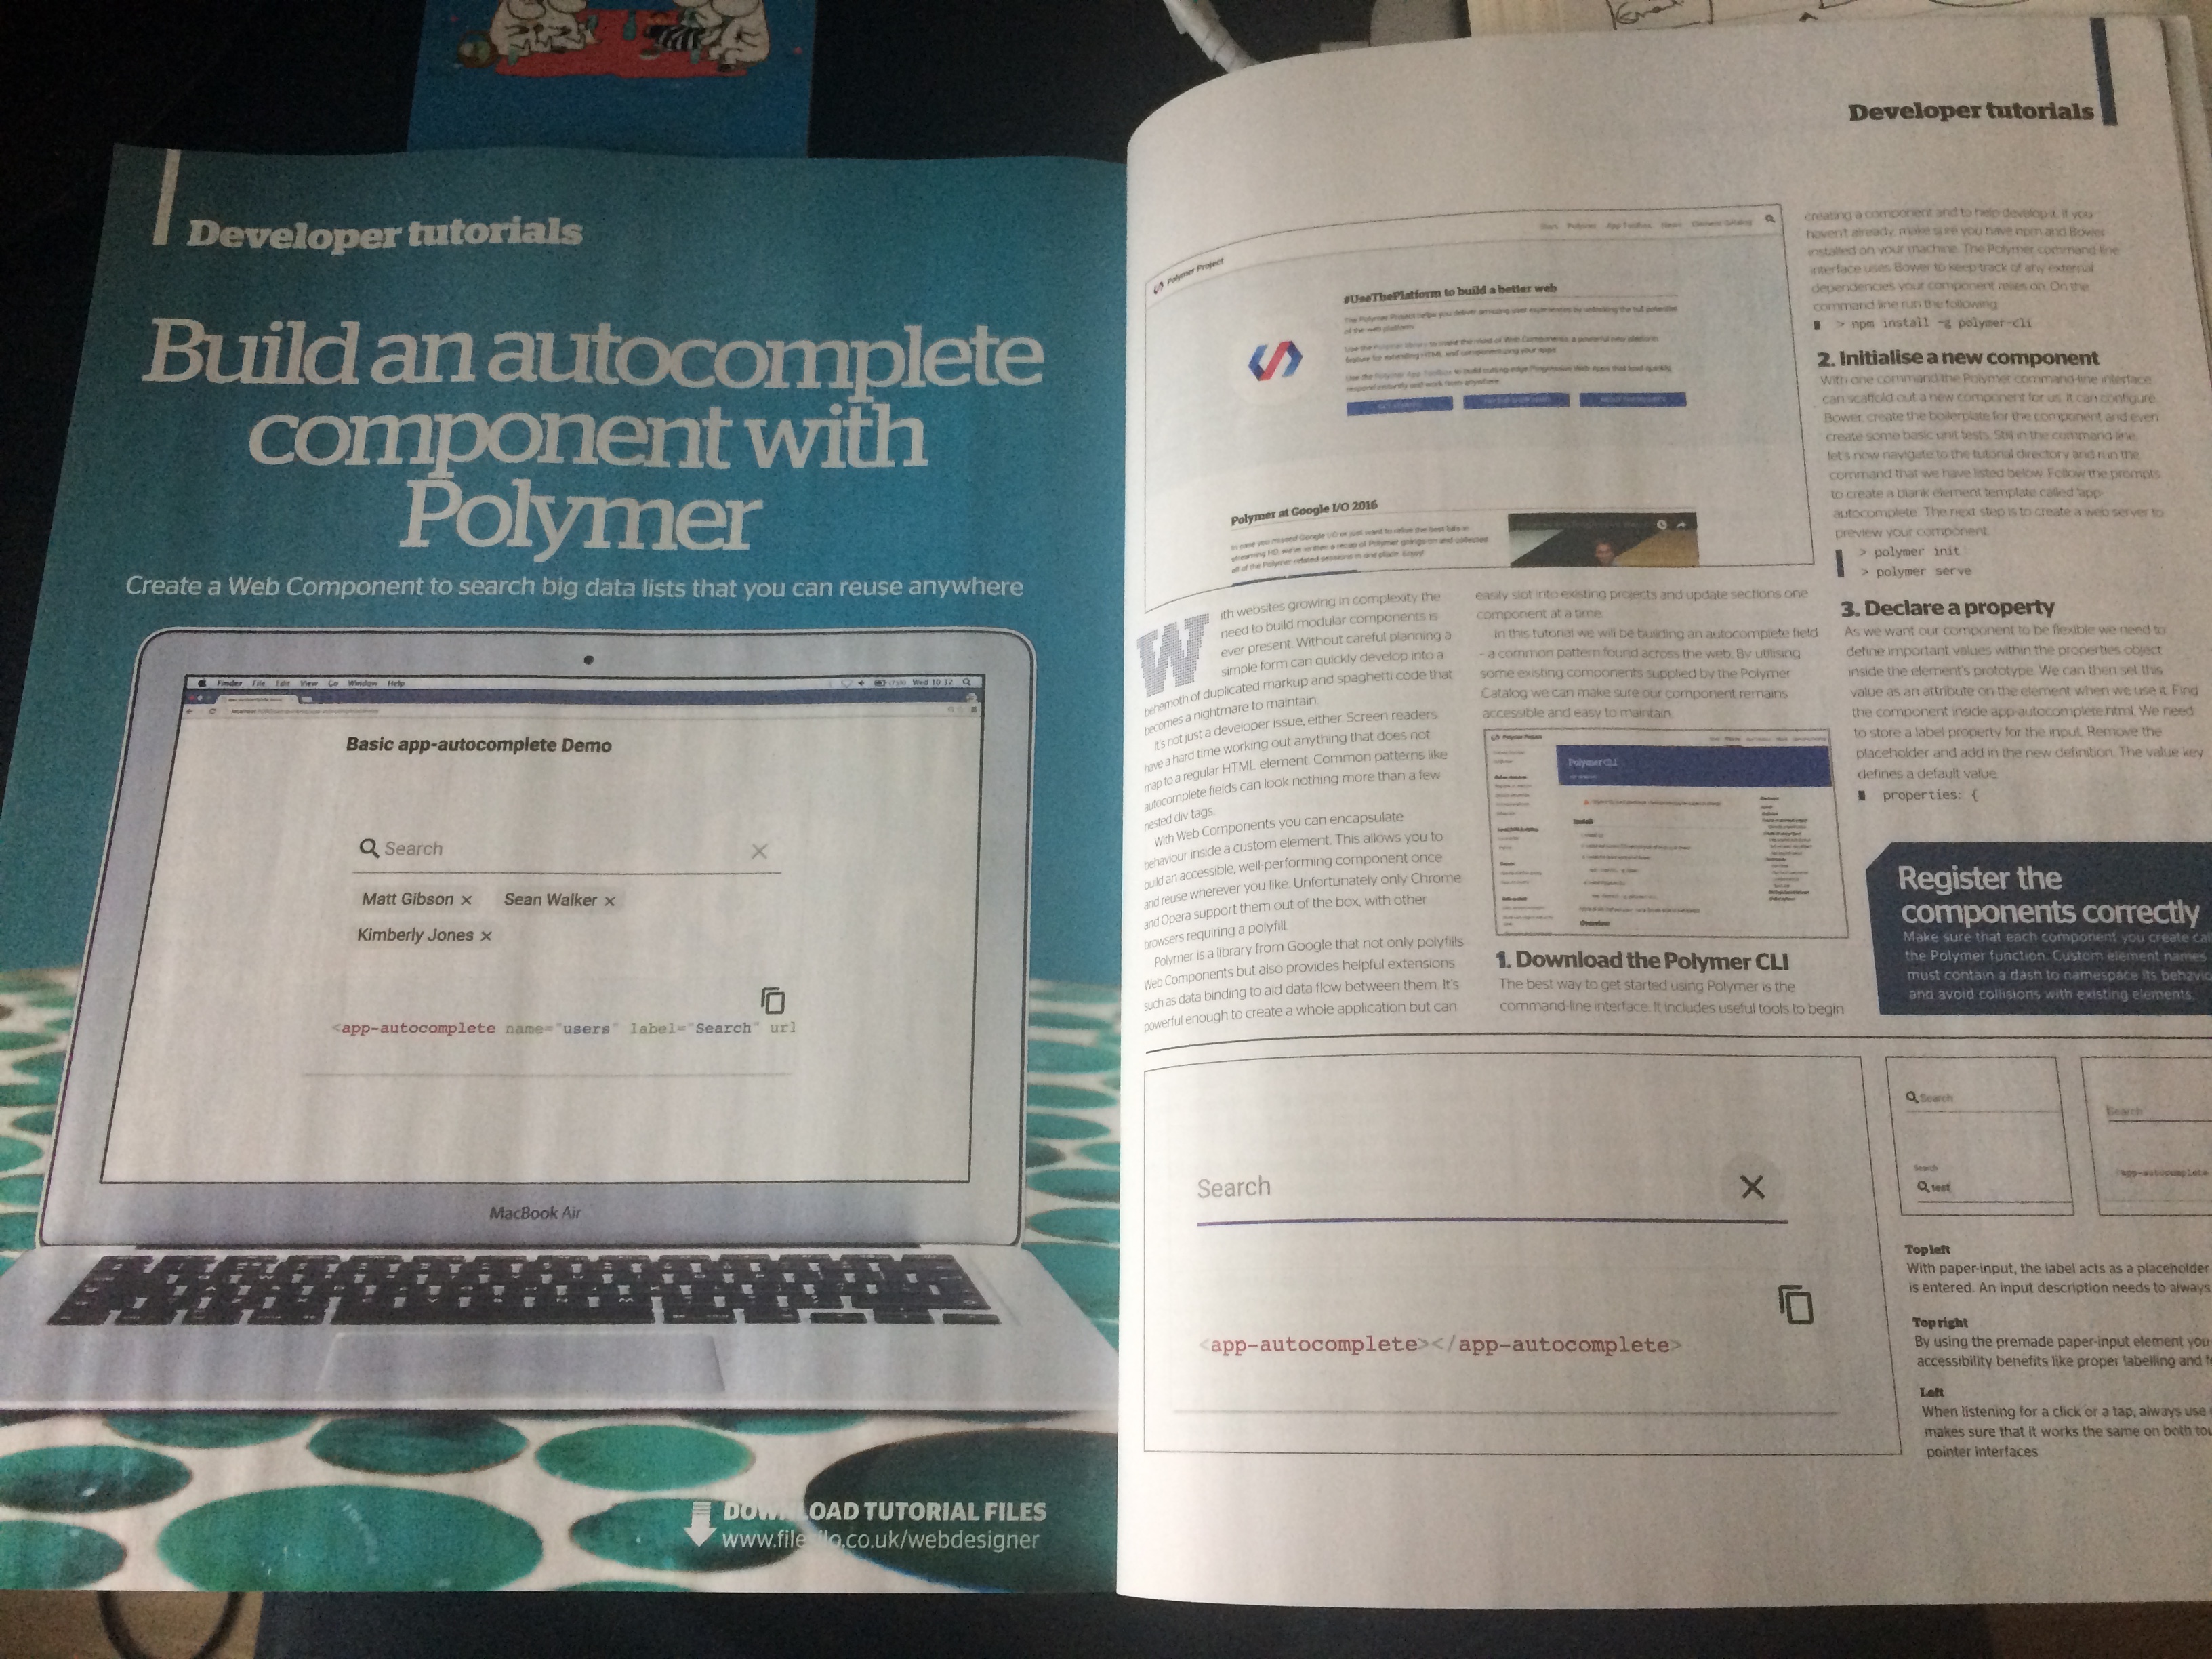 Developer tutorials
Build an autocomplete
component with
Polymer
Create a Web Component to search big data lists that you can reuse anywhere
Finder File Edit View Go Window Help
Wed 10:12
Basic app-autocomplete Demo
Search
Matt Gibson × Sean Walker ×
Kimberly Jones ×
<app-autocomplete name="users" label="Search" url
MacBook Air
DOWNLOAD TUTORIAL FILES
.co.uk/webdesigner
Developer tutorials
Polymer Project
#UseThePlatform to build a better web
The Polymer Project helps you deliver amazing user experiences by unlocking the full potential
of the web platform.
Polymer at Google I/O 2016
With websites growing in complexity the
need to build modular components is
ever present. Without careful planning a
simple form can quickly develop into a
behemoth of duplicated markup and spaghetti code that
becomes a nightmare to maintain.
It's not just a developer issue, either. Screen readers
have a hard time working out anything that does not
map to a regular HTML element. Common patterns like
autocomplete fields can look nothing more than a few
nested div tags.
With Web Components you can encapsulate
behaviour inside a custom element. This allows you to
build an accessible, well-performing component once
and reuse wherever you like. Unfortunately only Chrome
and Opera support them out of the box, with other
browsers requiring a polyfill.
Polymer is a library from Google that not only polyfills
Web Components but also provides helpful extensions
such as data binding to aid data flow between them. It's
powerful enough to create a whole application but can
easily slot into existing projects and update sections one
component at a time.
In this tutorial we will be building an autocomplete field
- a common pattern found across the web. By utilising
some existing components supplied by the Polymer
Catalog we can make sure our component remains
accessible and easy to maintain.
Polymer Project
Polymer CLI
Install
1. Download the Polymer CLI
The best way to get started using Polymer is the
command-line interface. It includes useful tools to begin
creating a component and to help develop it. If you
haven't already, make sure you have npm and Bower
installed on your machine. The Polymer command line
interface uses Bower to keep track of any external
dependencies your component relies on. On the
command line run the following:
> npm install -g polymer-cli
2. Initialise a new component
With one command the Polymer command-line interface
can scaffold out a new component for us. It can configure
Bower, create the boilerplate for the component and even
create some basic unit tests. Still in the command line,
let's now navigate to the tutorial directory and run the
command that we have listed below. Follow the prompts
to create a blank element template called 'app-
autocomplete'. The next step is to create a web server to
preview your component.
> polymer init
> polymer serve
3. Declare a property
As we want our component to be flexible we need to
define important values within the properties object
inside the element's prototype. We can then set this
value as an attribute on the element when we use it. Find
the component inside app-autocomplete.html. We need
to store a label property for the input. Remove the
placeholder and add in the new definition. The value key
defines a default value.
properties: {
Register the
components correctly
Make sure that each component you create
the Polymer function. Custom element names
must contain a dash to namespace its
and avoid collisions with existing elements.
Search
<app-autocomplete></app-autocomplete>
Search
Search
test
Search
app-autocomplete
Top left
With paper-input, the label acts as a placeholder
is entered. An input description needs to always
Top right
By using the premade paper-input element you
accessibility benefits like proper labelling and
Left
When listening for a click or a tap, always use
makes sure that it works the same on both
pointer interfaces